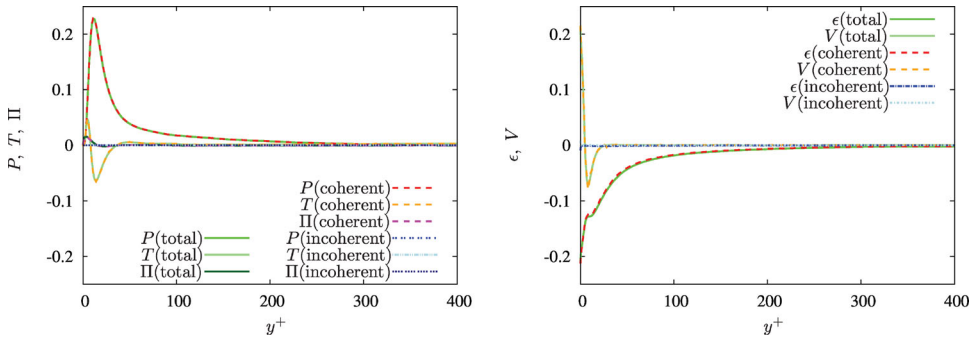 0.2
0.1
0
-0.1
-0.2
P, T, Π
P(coherent)
T(coherent)
Π(coherent)
P(total) P(incoherent)
T(total) T(incoherent)
Π(total) Π(incoherent)
0 100 200 300 400
y+
ϵ(total)
V(total)
ϵ(coherent)
V(coherent)
ϵ(incoherent)
V(incoherent)
0.2
0.1
0
-0.1
-0.2
ϵ, V
0 100 200 300 400
y+